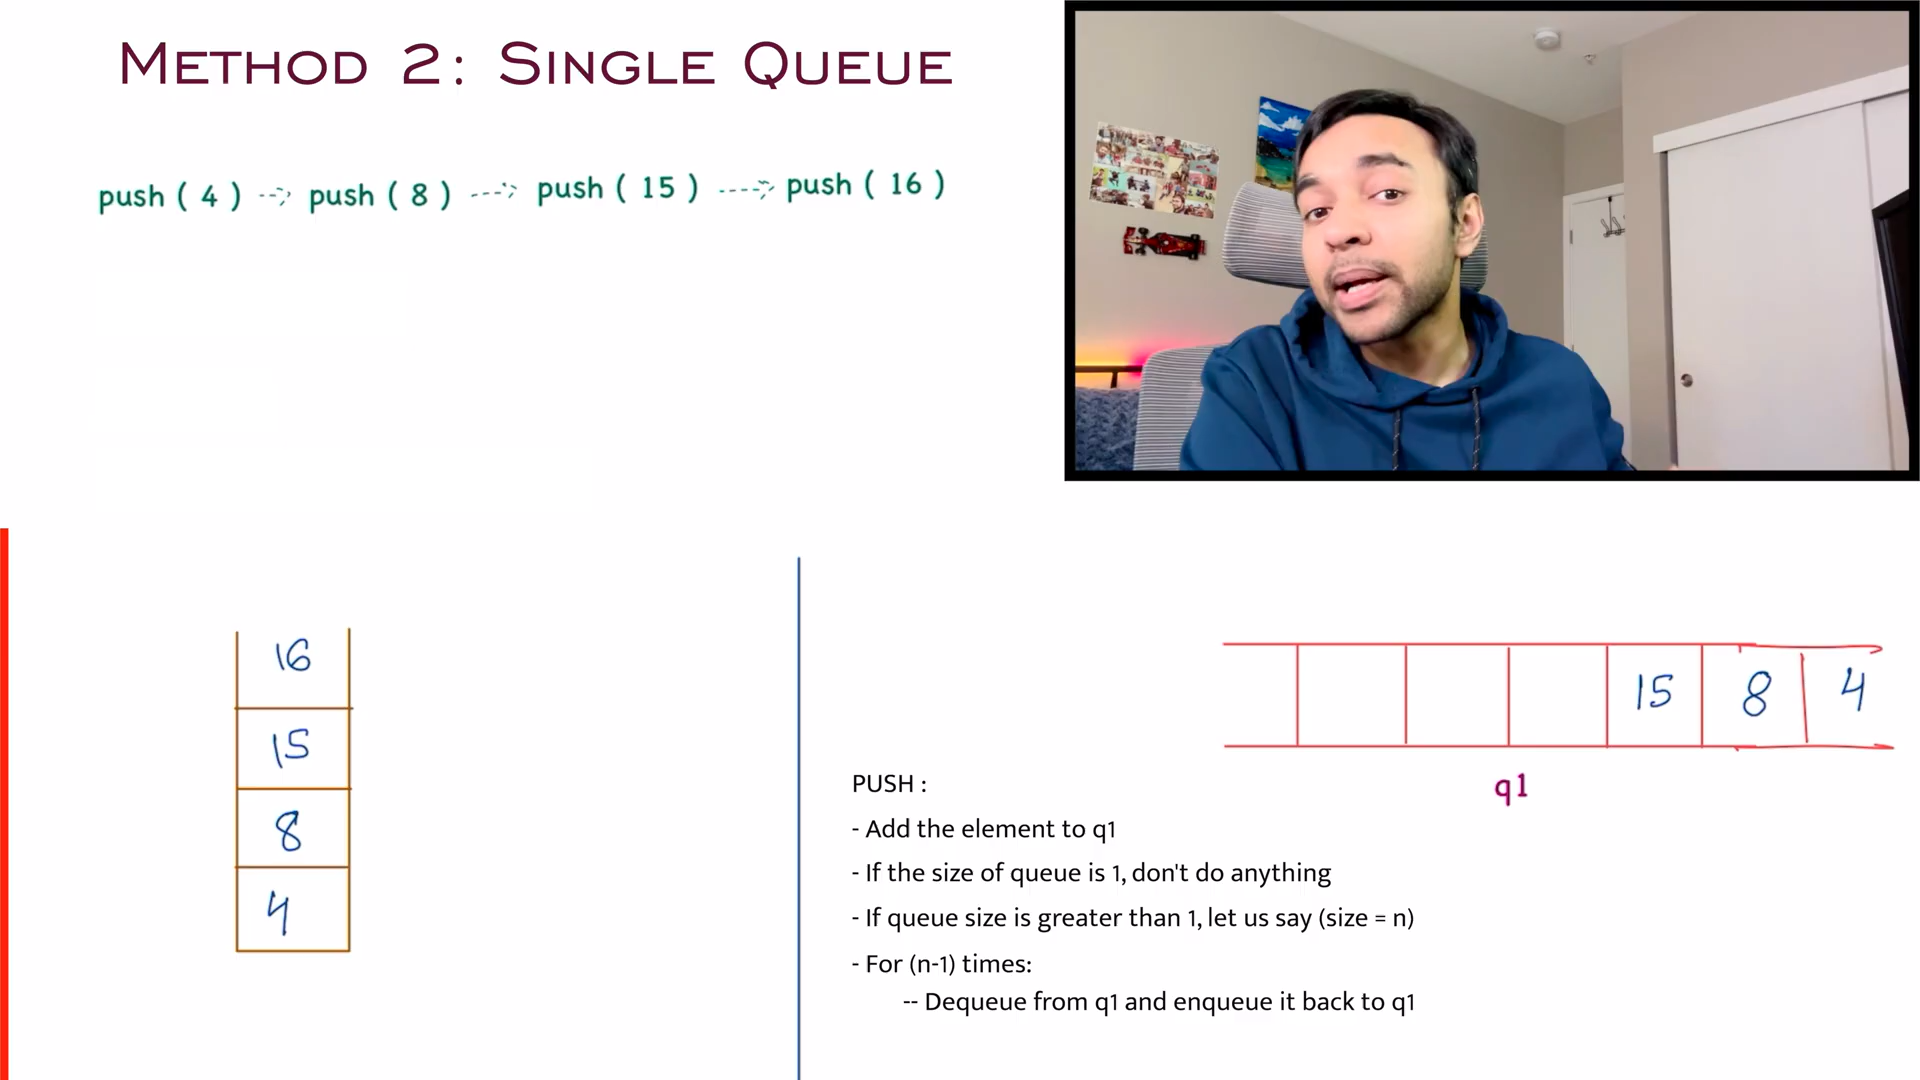 METHOD 2: SINGLE QUEUE
push ( 4 ) ---> push ( 8 ) ---> push ( 15 ) ---> push ( 16 )
16
15
8
4
15 8 4
q1
PUSH :
- Add the element to q1
- If the size of queue is 1, don't do anything
- If queue size is greater than 1, let us say (size = n)
- For (n-1) times:
-- Dequeue from q1 and enqueue it back to q1